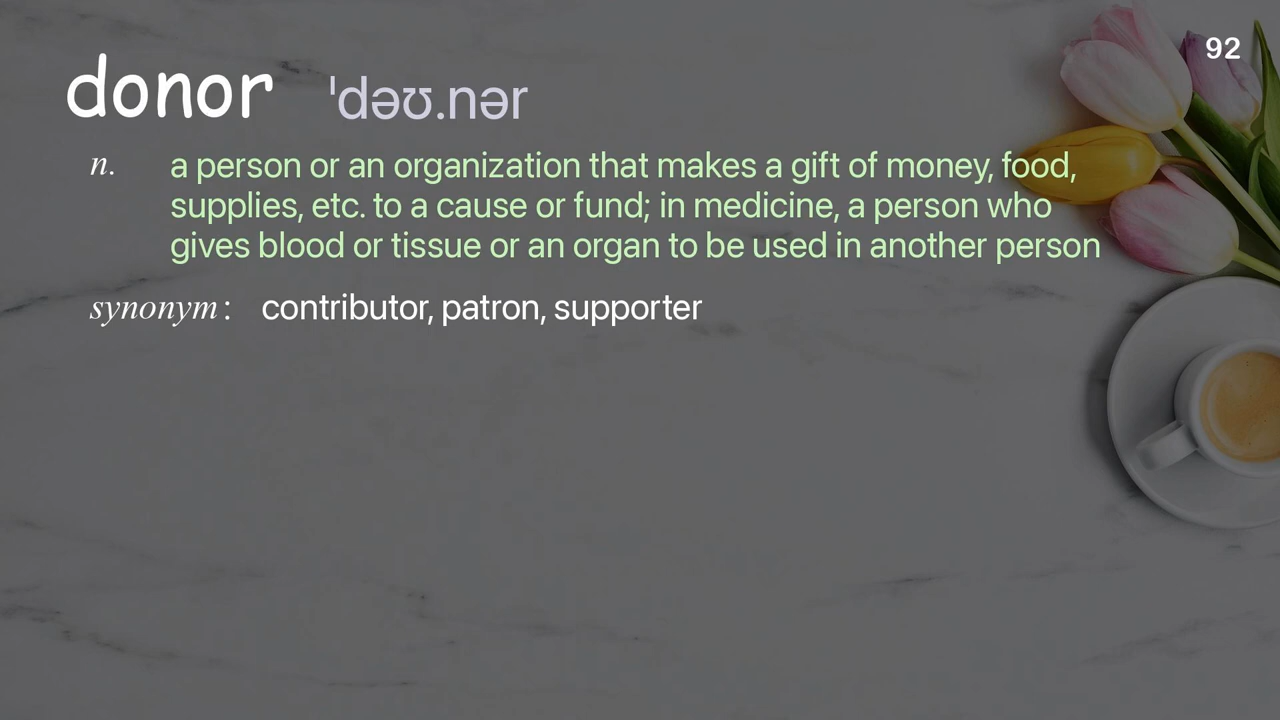 92
donor ˈdəʊ.nər
n. a person or an organization that makes a gift of money, food,
supplies, etc. to a cause or fund; in medicine, a person who
gives blood or tissue or an organ to be used in another person
synonym: contributor, patron, supporter